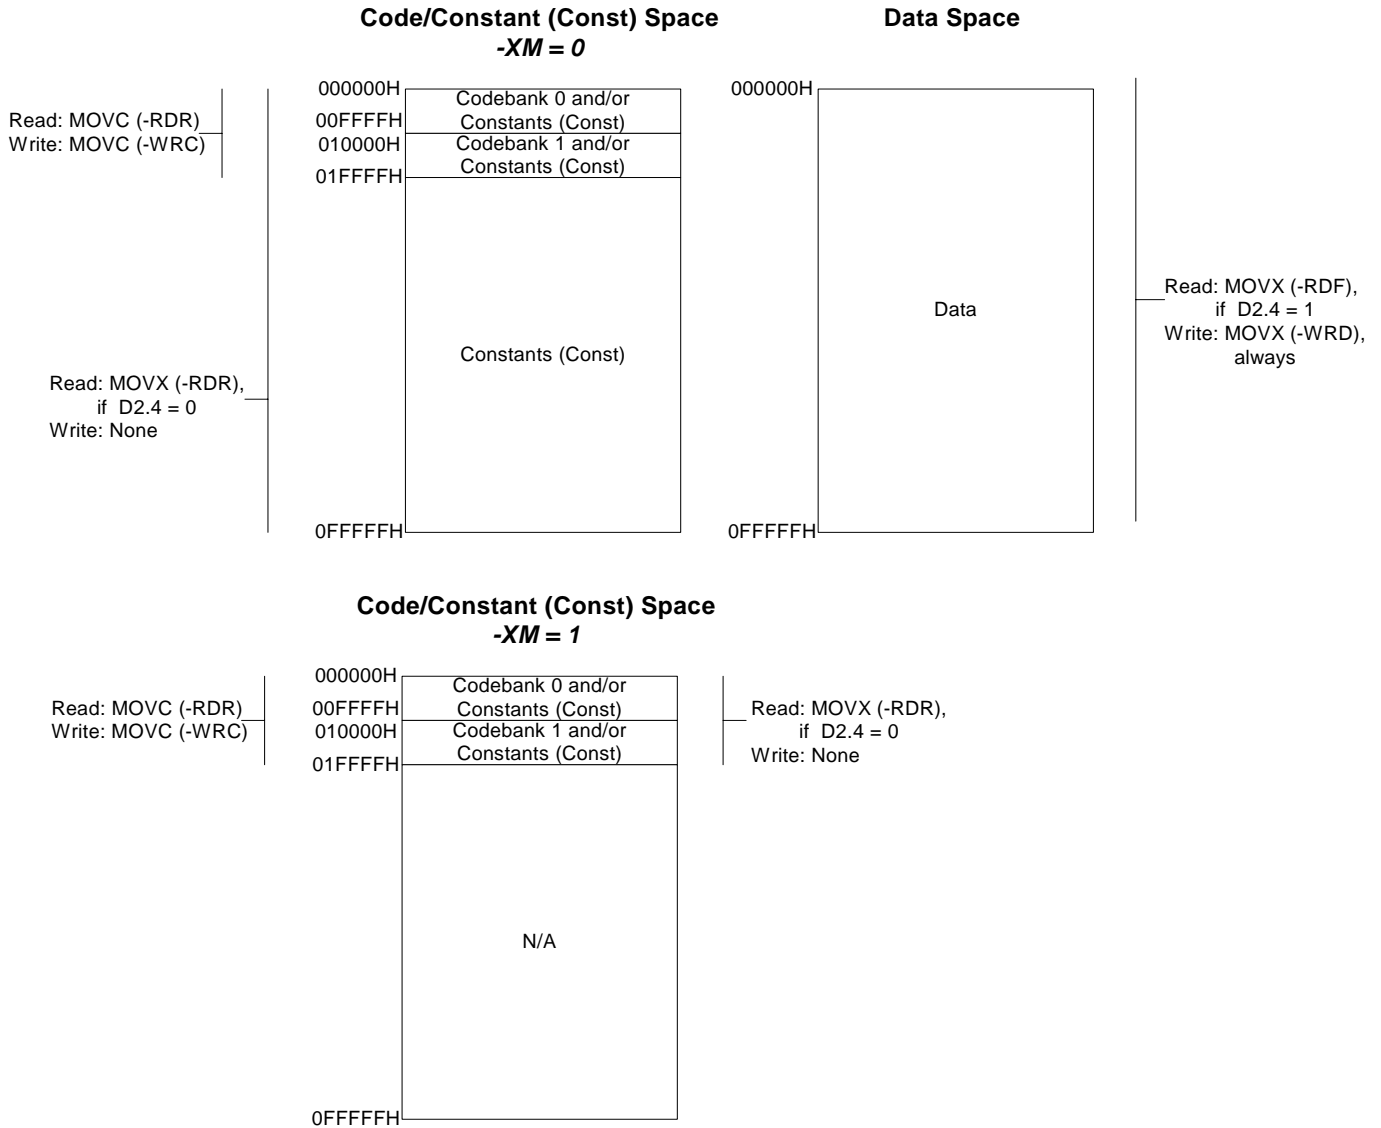 Code/Constant (Const) Space
-XM = 0
Data Space
000000H
Codebank 0 and/or
Constants (Const)
00FFFFH
010000H
Codebank 1 and/or
Constants (Const)
01FFFFH
Constants (Const)
0FFFFFH
Read: MOVC (-RDR)
Write: MOVC (-WRC)
Read: MOVX (-RDR),
if D2.4 = 0
Write: None
000000H
Data
0FFFFFH
Read: MOVX (-RDF),
if D2.4 = 1
Write: MOVX (-WRD),
always
Code/Constant (Const) Space
-XM = 1
000000H
Codebank 0 and/or
Constants (Const)
00FFFFH
010000H
Codebank 1 and/or
Constants (Const)
01FFFFH
N/A
0FFFFFH
Read: MOVC (-RDR)
Write: MOVC (-WRC)
Read: MOVX (-RDR),
if D2.4 = 0
Write: None